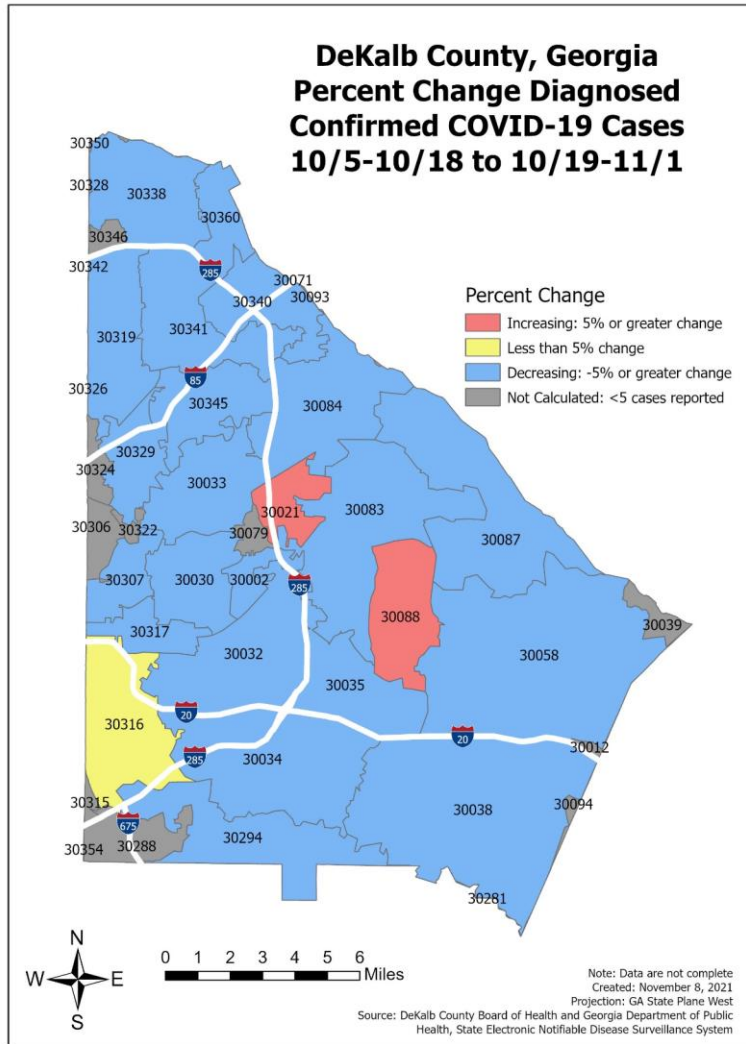 DeKalb County, Georgia
Percent Change Diagnosed
Confirmed COVID-19 Cases
10/5-10/18 to 10/19-11/1
30350
30328
30338
30360
30346
30342
285
30071
30340
30093
Percent Change
Increasing: 5% or greater change
Less than 5% change
Decreasing: -5% or greater change
Not Calculated: <5 cases reported
30319
30341
30326
85
30345
30084
30329
30324
30033
30021
30083
30306
30322
30079
30087
30307
30030
30002
285
30088
30039
30317
30032
30058
30035
20
30316
20
30012
285
30034
30315
30038
30094
675
30354
30288
30294
30281
N
W
E
S
0 1 2 3 4 5 6
Miles
Note: Data are not complete
Created: November 8, 2021
Projection: GA State Plane West
Source: DeKalb County Board of Health and Georgia Department of Public
Health, State Electronic Notifiable Disease Surveillance System